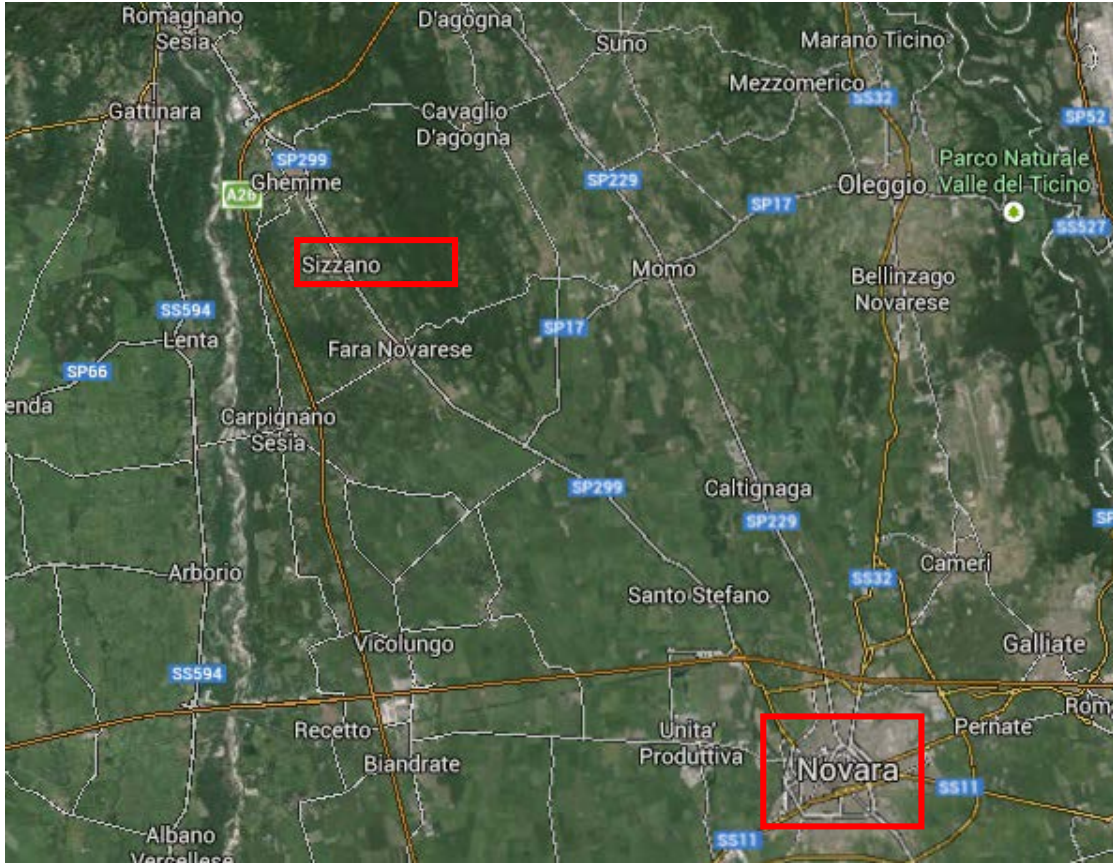 Romagnano
Sesia
D'agogna
Suno
Marano Ticino
Mezzomerico
SS32
Gattinara
Cavaglio
D'agogna
SP52
SP299
Ghemme
A26
SP229
Oleggio
Parco Naturale
Valle del Ticino
SP17
SS527
Sizzano
Momo
Bellinzago
Novarese
SS594
Lenta
SP17
Fara Novarese
SP66
enda
Carpignano
Sesia
SP299
Caltignaga
SP229
SP
Cameri
Arborio
SS32
Santo Stefano
Vicolungo
Galliate
SS594
Rom
Recetto
Unita'
Produttiva
Pernate
Biandrate
Novara
SS11
SS11
Albano
Vercellese